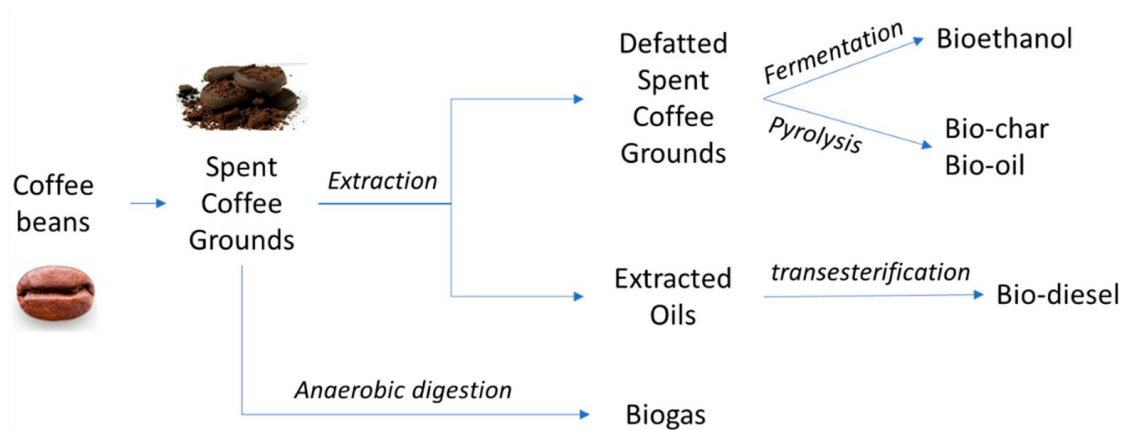 Coffee
beans
Spent
Coffee
Grounds
Extraction
Defatted
Spent
Coffee
Grounds
Fermentation
Bioethanol
Pyrolysis
Bio-char
Bio-oil
Extracted
Oils
transesterification
Bio-diesel
Anaerobic digestion
Biogas